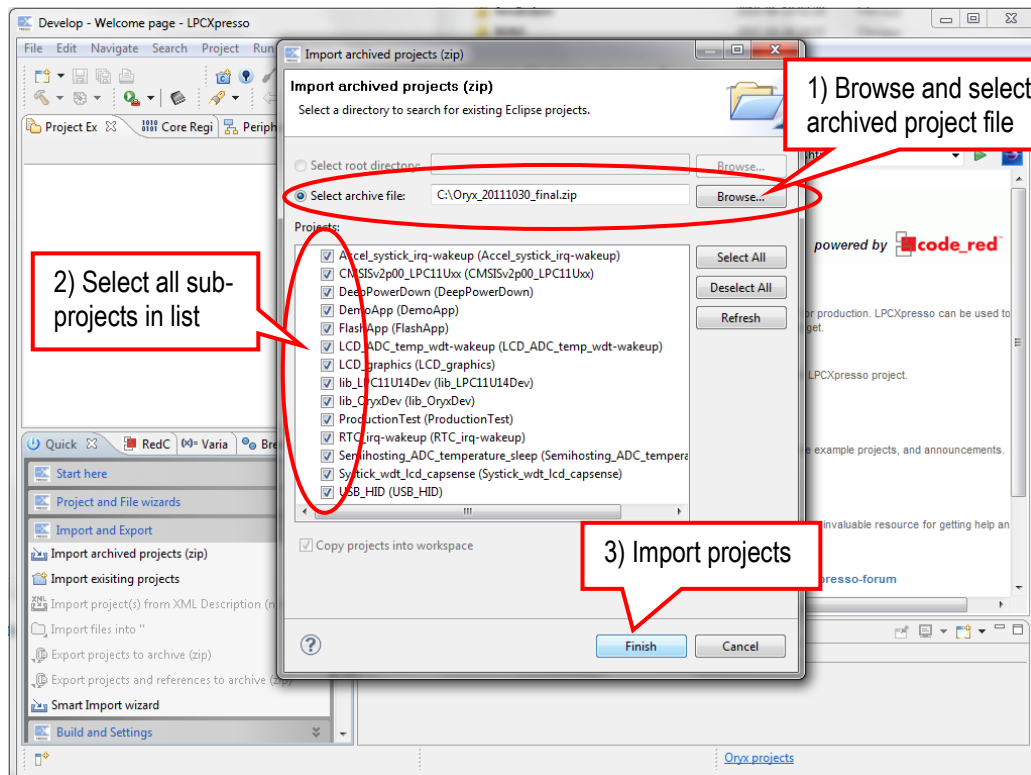 Develop - Welcome page - LPCXpresso
File Edit Navigate Search Project Run
Import archived projects (zip)
Import archived projects (zip)
Select a directory to search for existing Eclipse projects.
1) Browse and select
archived project file
Project Ex
Core Regi
Periph
Select root directory:
Browse...
Select archive file:
C:\Oryx_20111030_final.zip
Browse...
Projects:
Accel_systick_irq-wakeup (Accel_systick_irq-wakeup)
CMSISv2p00_LPC11Uxx (CMSISv2p00_LPC11Uxx)
DeepPowerDown (DeepPowerDown)
DemoApp (DemoApp)
FlashApp (FlashApp)
LCD_ADC_temp_wdt-wakeup (LCD_ADC_temp_wdt-wakeup)
LCD_graphics (LCD_graphics)
lib_LPC11U14Dev (lib_LPC11U14Dev)
lib_OryxDev (lib_OryxDev)
ProductionTest (ProductionTest)
RTC_irq-wakeup (RTC_irq-wakeup)
Semihosting_ADC_temperature_sleep (Semihosting_ADC_tempera
Systick_wdt_lcd_capsense (Systick_wdt_lcd_capsense)
USB_HID (USB_HID)
Select All
Deselect All
Refresh
2) Select all sub-
projects in list
powered by code_red
or production. LPCXpresso can be used to
get.
LPCXpresso project.
e example projects, and announcements.
invaluable resource for getting help an
presso-forum
Quick
RedC
Varia
Bre
Start here
Project and File wizards
Import and Export
Import archived projects (zip)
Import exisiting projects
Import project(s) from XML Description (n
Import files into ''
Export projects to archive (zip)
Export projects and references to archive (zip)
Smart Import wizard
Build and Settings
Copy projects into workspace
3) Import projects
Finish
Cancel
Oryx projects